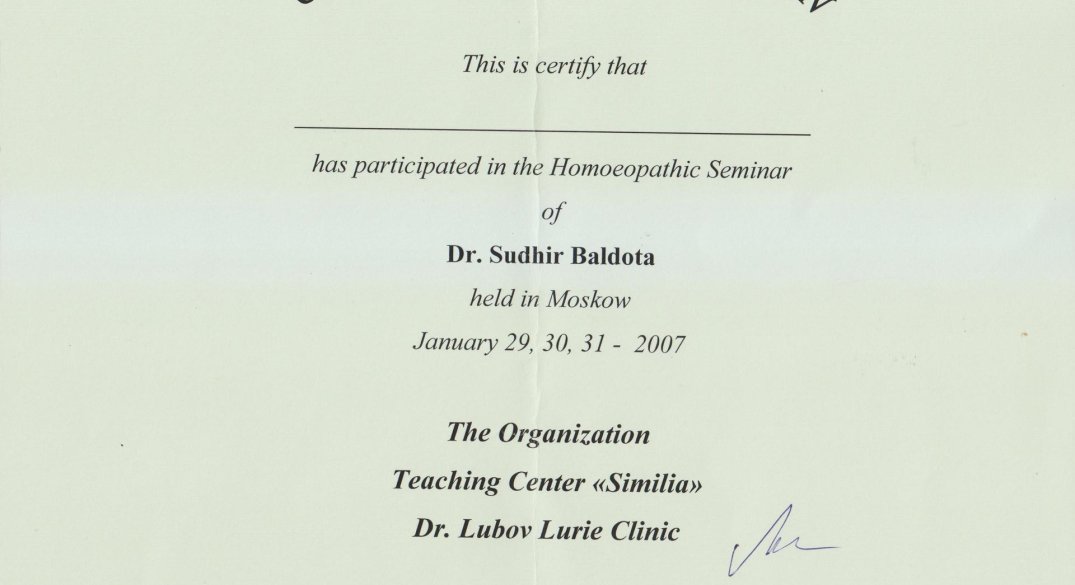 This is certify that
has participated in the Homoeopathic Seminar
of
Dr. Sudhir Baldota
held in Moskow
January 29, 30, 31 - 2007
The Organization
Teaching Center «Similia»
Dr. Lubov Lurie Clinic